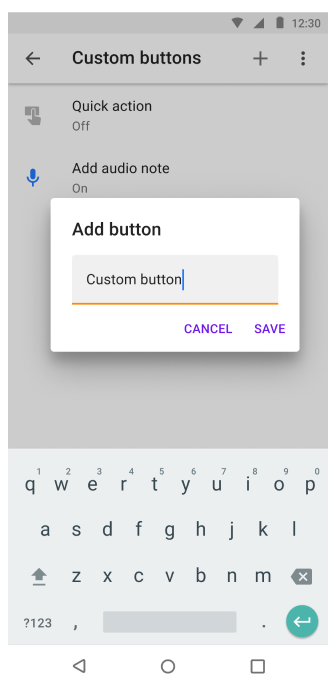 12:30
Custom buttons
Quick action
Off
Add audio note
On
Add button
Custom button
CANCEL SAVE
1 2 3 4 5 6 7 8 9 0
q w e r t y u i o p
a s d f g h j k l
z x c v b n m
?123 , .